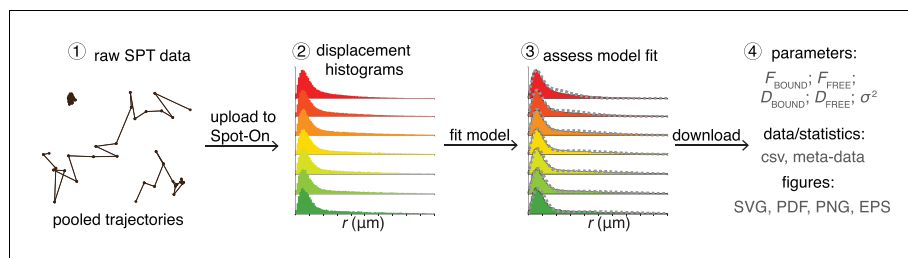 ① raw SPT data
pooled trajectories
upload to
Spot-On
② displacement
histograms
r (μm)
fit model
③ assess model fit
r (μm)
download
④ parameters:
F_BOUND; F_FREE;
D_BOUND; D_FREE; σ²
data/statistics:
csv, meta-data
figures:
SVG, PDF, PNG, EPS